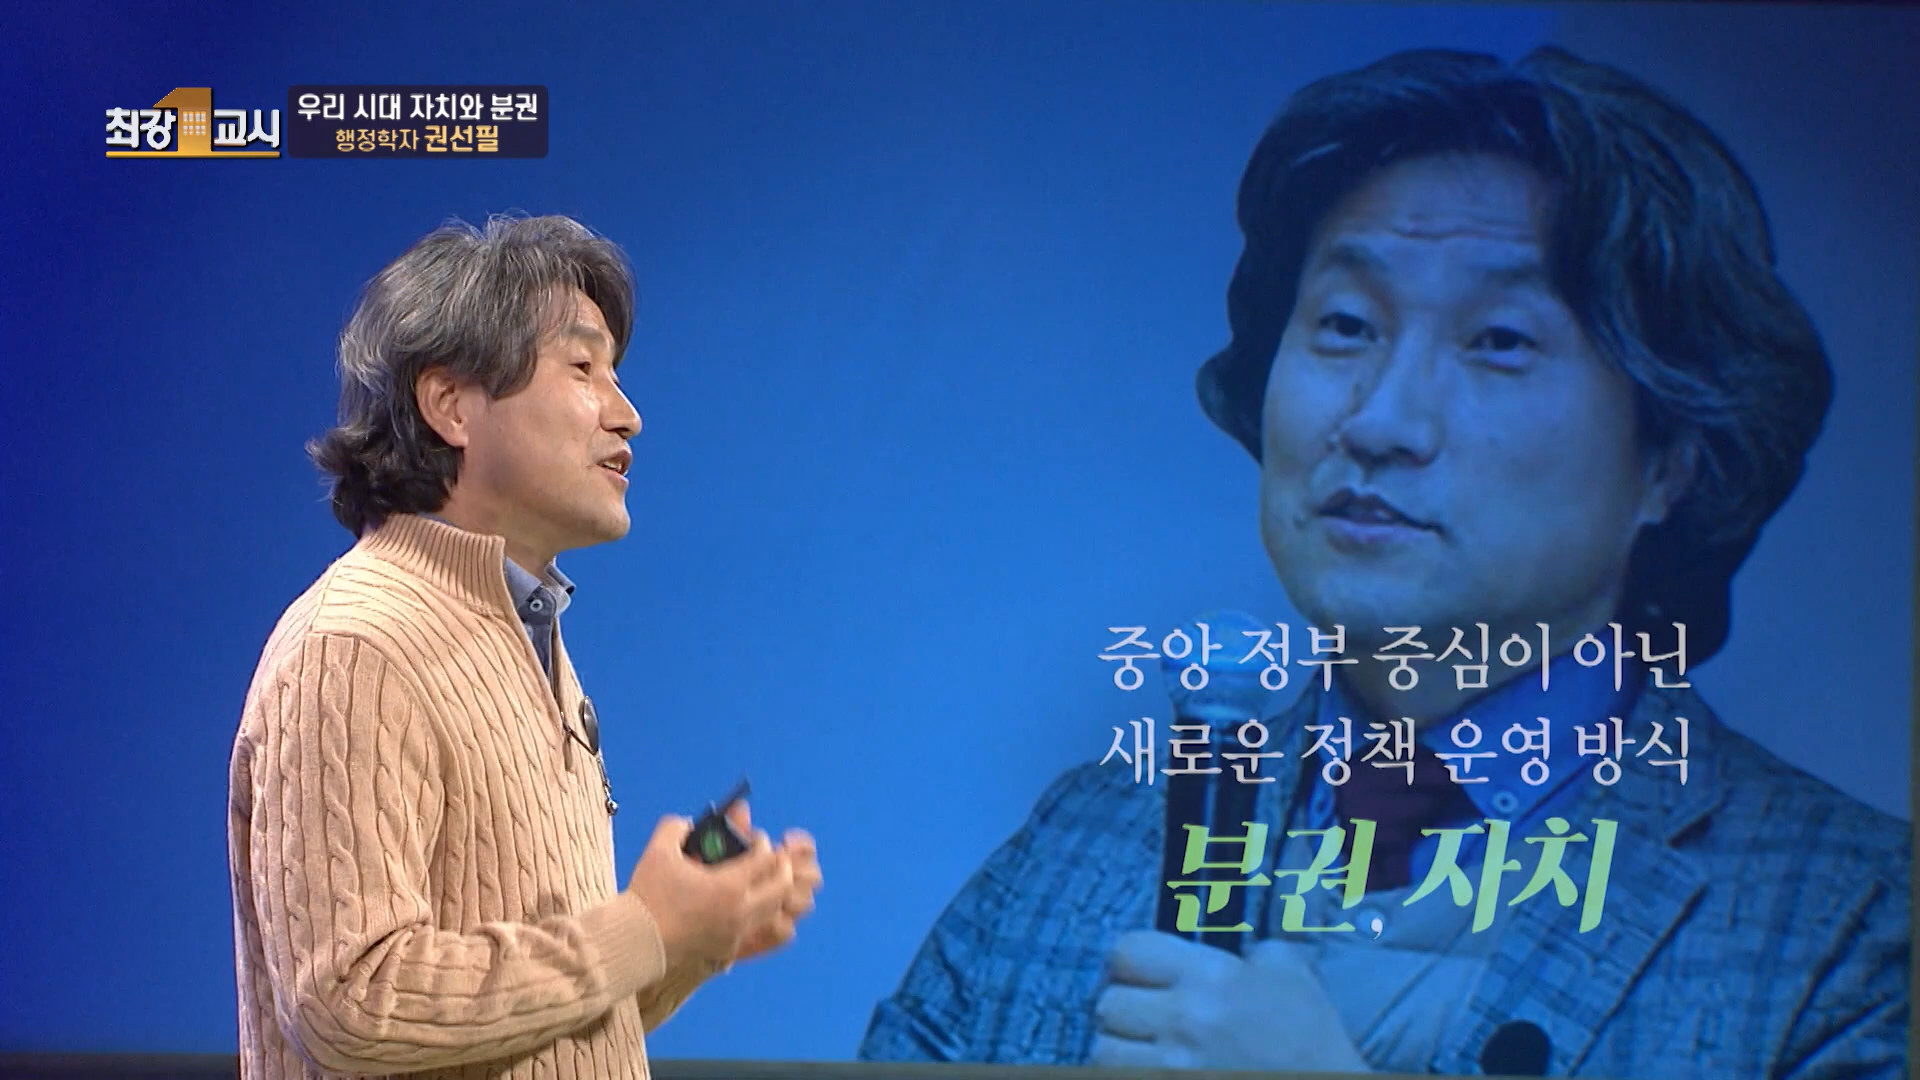 최강1교시
우리 시대 자치와 분권
행정학자 권선필
중앙 정부 중심이 아닌
새로운 정책 운영 방식
분권, 자치